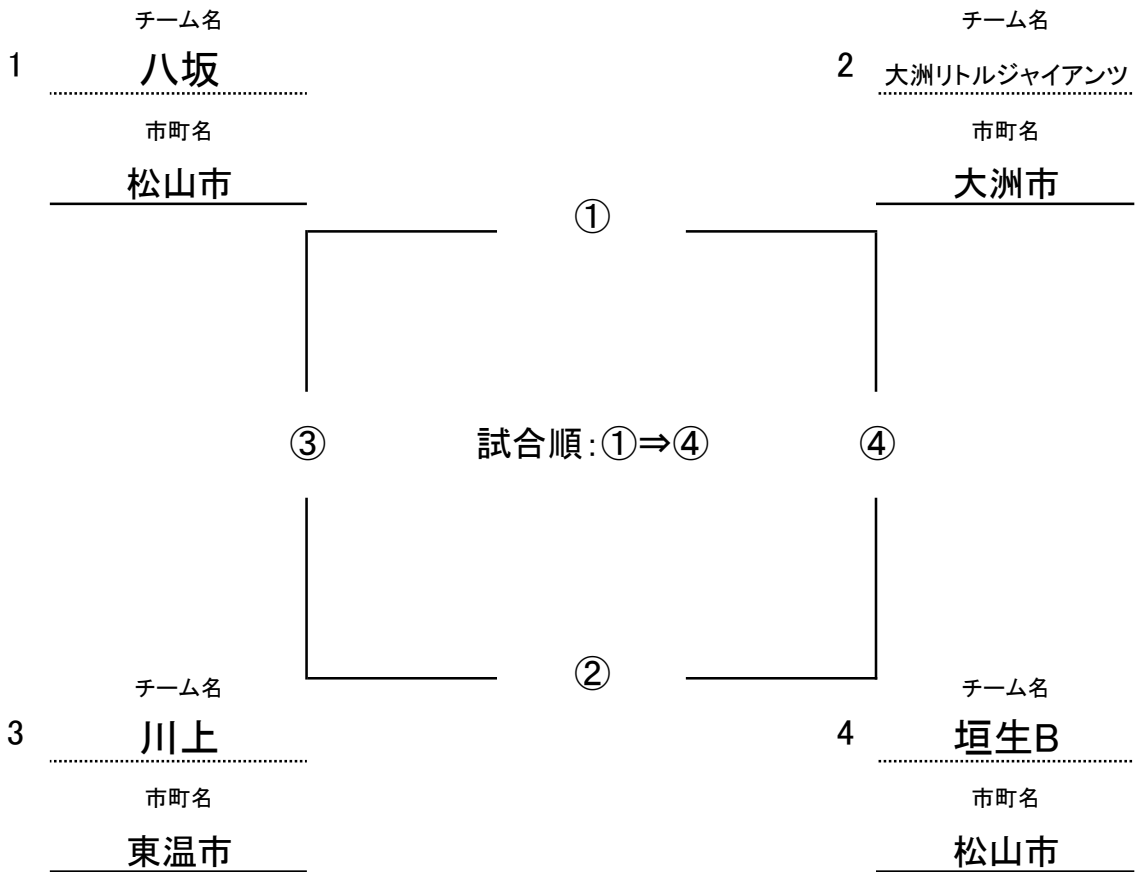 チーム名
1 八坂
市町名
松山市
チーム名
2 大洲リトルジャイアンツ
市町名
大洲市
①
③
試合順:①⇒④
④
②
チーム名
3 川上
市町名
東温市
チーム名
4 垣生B
市町名
松山市